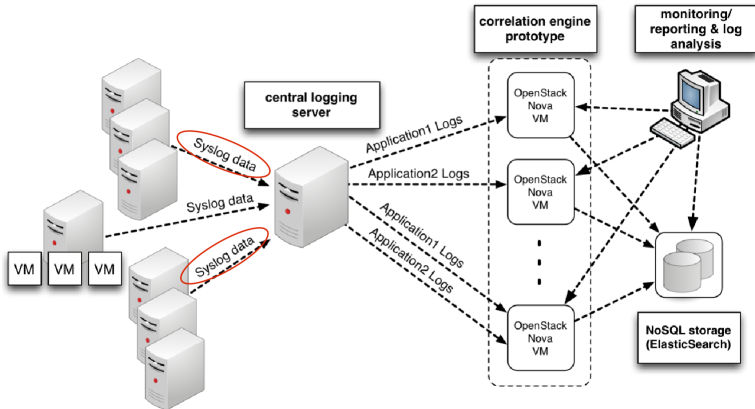 correlation engine
prototype
monitoring/
reporting & log
analysis
central logging
server
Syslog data
Syslog data
Syslog data
VM
VM
VM
Application1 Logs
Application2 Logs
Application1 Logs
Application2 Logs
OpenStack
Nova
VM
OpenStack
Nova
VM
OpenStack
Nova
VM
NoSQL storage
(ElasticSearch)